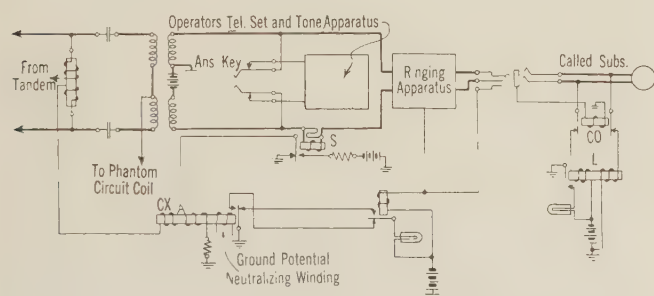 Operators Tel. Set and Tone Apparatus
From
Tandem
Ans Key
Ringing
Apparatus
Called Subs.
S
CO
L
To Phantom
Circuit Coil
CX
A
Ground Potential
Neutralizing Winding